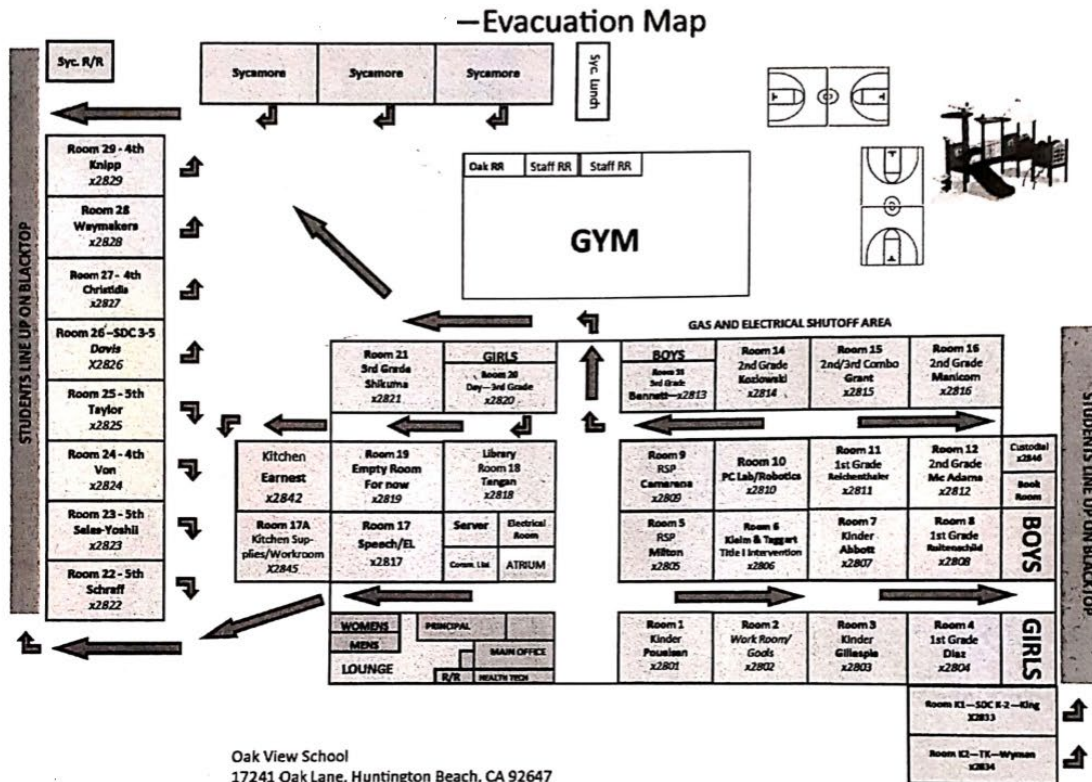 —Evacuation Map
Syc. R/R
Sycamore
Sycamore
Sycamore
Syc. Lunch
STUDENTS LINE UP ON BLACKTOP
Room 29 - 4th
Knipp
x2829
Room 28
Waymakers
x2828
Room 27 - 4th
Christidis
x2827
Room 26 -SDC 3-5
Davis
X2826
Room 25 - 5th
Taylor
x2825
Room 24 - 4th
Von
x2824
Room 23 - 5th
Sales-Yoshii
x2823
Room 22 - 5th
Schraff
x2822
Oak RR
Staff RR
Staff RR
GYM
GAS AND ELECTRICAL SHUTOFF AREA
Room 21
3rd Grade
Shikuma
x2821
GIRLS
Room 20
Day—3rd Grade
x2820
BOYS
3rd Grade
Bennett—x2813
Room 14
2nd Grade
Kozlowski
x2814
Room 15
2nd/3rd Combo
Grant
x2815
Room 16
2nd Grade
Manicom
x2816
Kitchen
Earnest
x2842
Room 19
Empty Room
For now
x2819
Library
Room 18
Tangan
x2818
Room 9
RSP
Camarena
x2809
Room 10
PC Lab/Robotics
x2810
Room 11
1st Grade
Reichenthaler
x2811
Room 12
2nd Grade
Mc Adams
x2812
Custodial
x2846
Book
Room
Room 17A
Kitchen Sup-
plies/Workroom
X2845
Room 17
Speech/EL
x2817
Server
Electrical
Room
ATRIUM
Room 5
RSP
Milton
x2805
Room 6
Kleim & Taggart
Title I Intervention
x2806
Room 7
Kinder
Abbott
x2807
Room 8
1st Grade
x2808
BOYS
WOMENS
MENS
LOUNGE
PRINCIPAL
MAIN OFFICE
R/R
HEALTH TECH
Room 1
Kinder
Poulsen
x2801
Room 2
Work Room/
Goals
x2802
Room 3
Kinder
Gillespie
x2803
Room 4
1st Grade
Diaz
x2804
GIRLS
Room K1—SDC K-2—King
X2833
Room K2—TK—Wyman
x2834
Oak View School
17241 Oak Lane, Huntington Beach, CA 92647